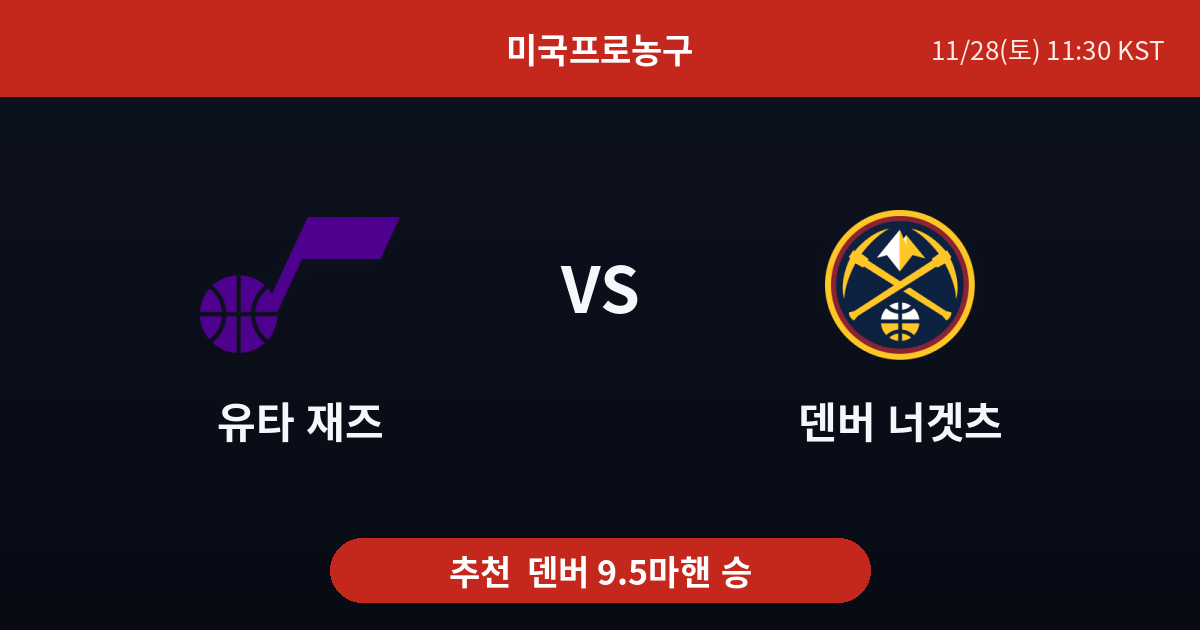 미국프로농구
11/28(토) 11:30 KST
VS
유타 재즈
덴버 너겟츠
추천 덴버 9.5마핸 승